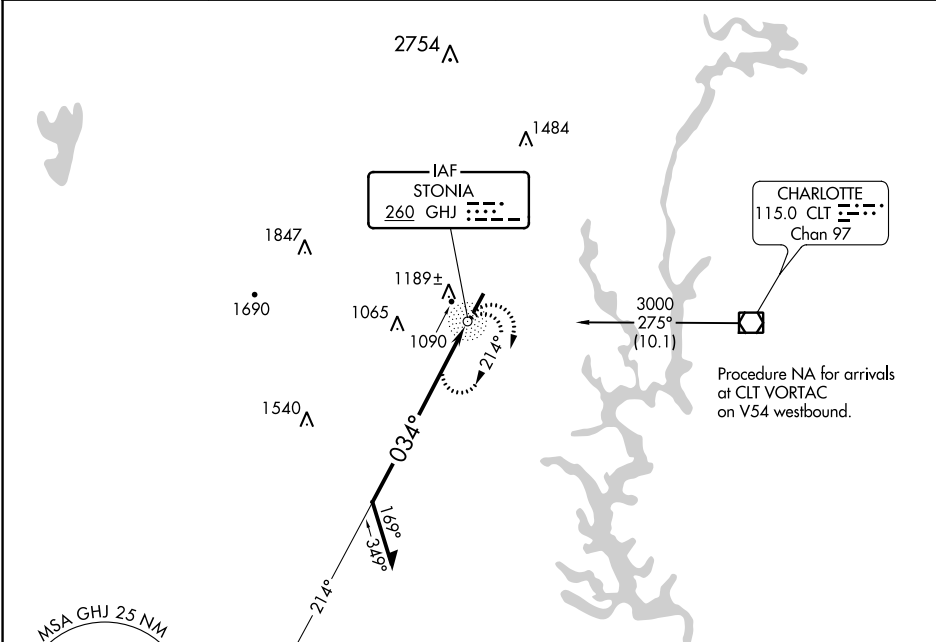 2754
1484
IAF
STONIA
260 GHJ
CHARLOTTE
115.0 CLT
Chan 97
1847
1189±
1690
1065
1090
214°
3000
275°
(10.1)
Procedure NA for arrivals
at CLT VORTAC
on V54 westbound.
1540
034°
169°
349°
214°
MSA GHJ 25 NM